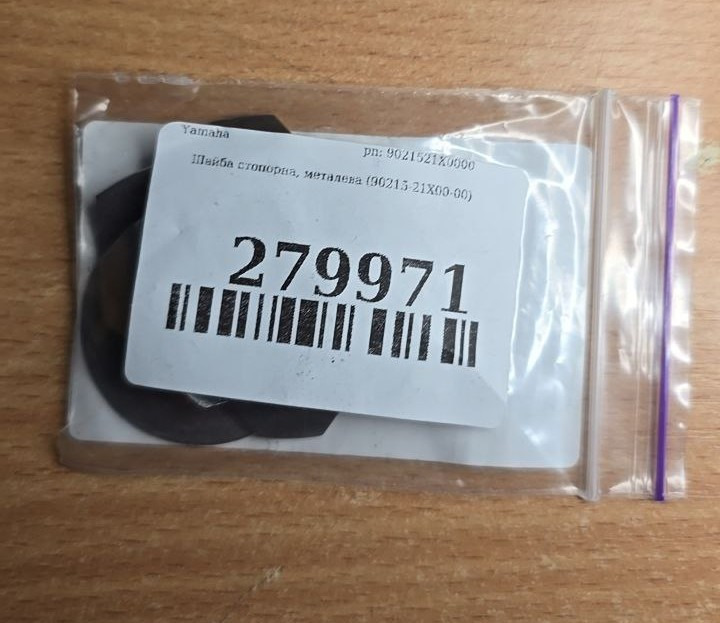 Yamaha
pn: 9021521X0000
Шайба стопорна, металева (90215-21X00-00)
279971